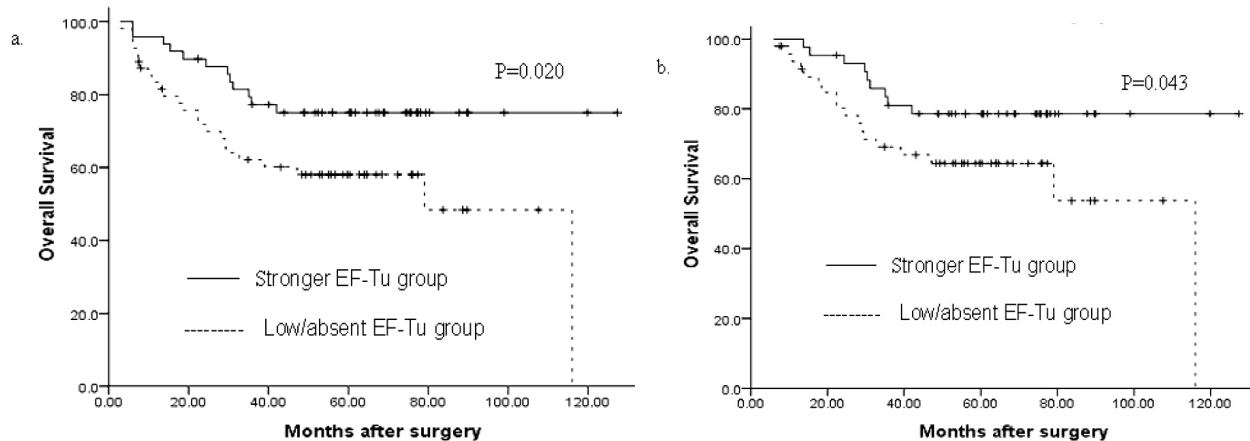 a.
Overall Survival
100.0
80.0
60.0
40.0
20.0
0.0
P=0.020
Stronger EF-Tu group
Low/absent EF-Tu group
0.00 20.00 40.00 60.00 80.00 100.00 120.00
Months after surgery
b.
Overall Survival
100.0
80.0
60.0
40.0
20.0
0.0
P=0.043
Stronger EF-Tu group
Low/absent EF-Tu group
.00 20.00 40.00 60.00 80.00 100.00 120.00
Months after surgery